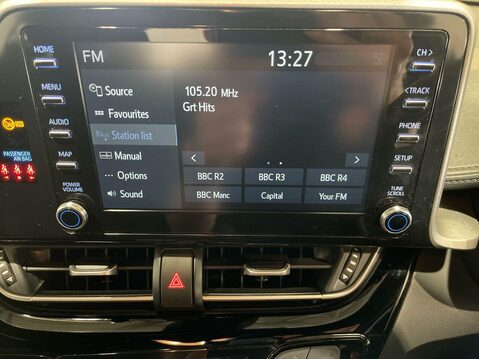 FM
13:27
HOME
MENU
AUDIO
MAP
POWER
VOLUME
PASSENGER
AIR BAG
Source
Favourites
Station list
Manual
Options
Sound
105.20 MHz
Grt Hits
< >
BBC R2 BBC R3 BBC R4
BBC Manc Capital Your FM
CH >
< TRACK
PHONE
SETUP
TUNE
SCROLL